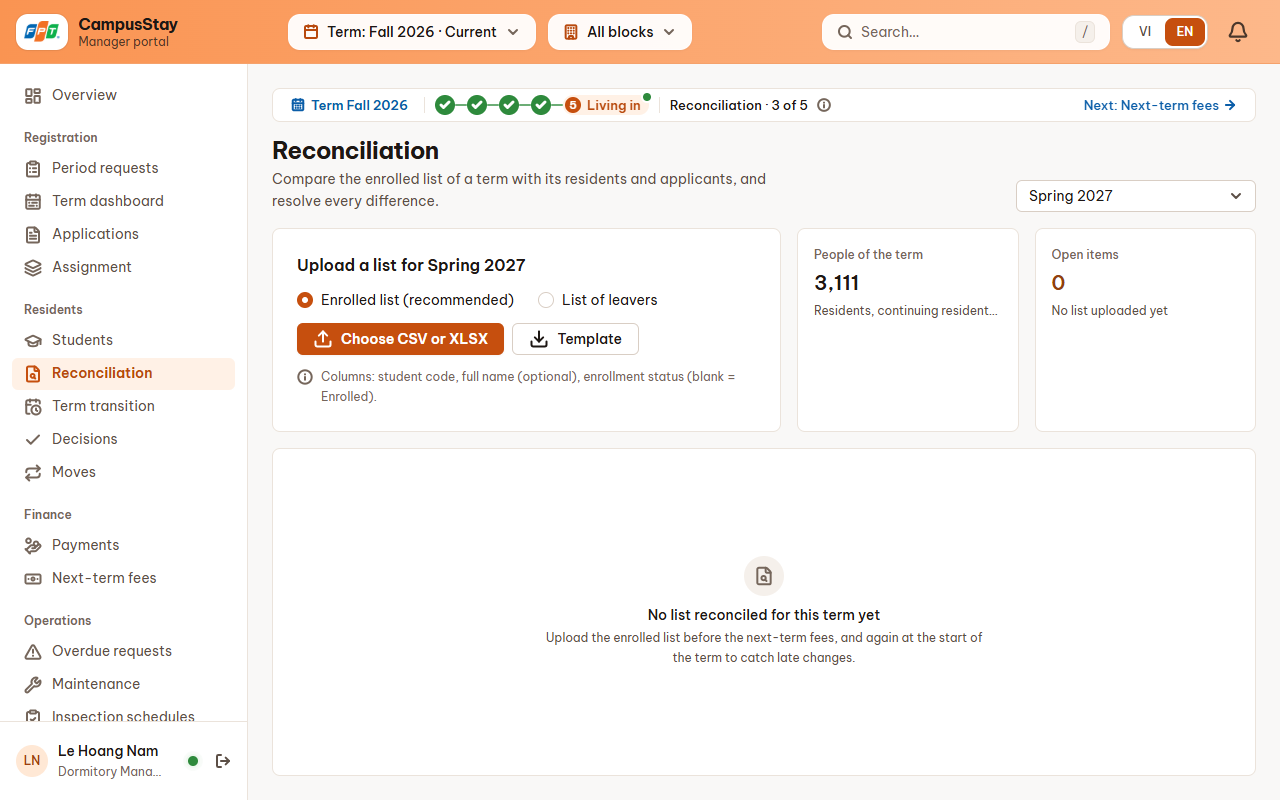 FPT
CampusStay
Manager portal
Term: Fall 2026 · Current
All blocks
Search...
/
VI
EN
Overview
Registration
Period requests
Term dashboard
Applications
Assignment
Residents
Students
Reconciliation
Term transition
Decisions
Moves
Finance
Payments
Next-term fees
Operations
Overdue requests
Maintenance
Inspection schedules
LN
Le Hoang Nam
Dormitory Mana...
Term Fall 2026
5
Living in
Reconciliation · 3 of 5
Next: Next-term fees
Reconciliation
Compare the enrolled list of a term with its residents and applicants, and
resolve every difference.
Spring 2027
Upload a list for Spring 2027
Enrolled list (recommended)
List of leavers
Choose CSV or XLSX
Template
Columns: student code, full name (optional), enrollment status (blank =
Enrolled).
People of the term
3,111
Residents, continuing resident...
Open items
0
No list uploaded yet
No list reconciled for this term yet
Upload the enrolled list before the next-term fees, and again at the start of
the term to catch late changes.